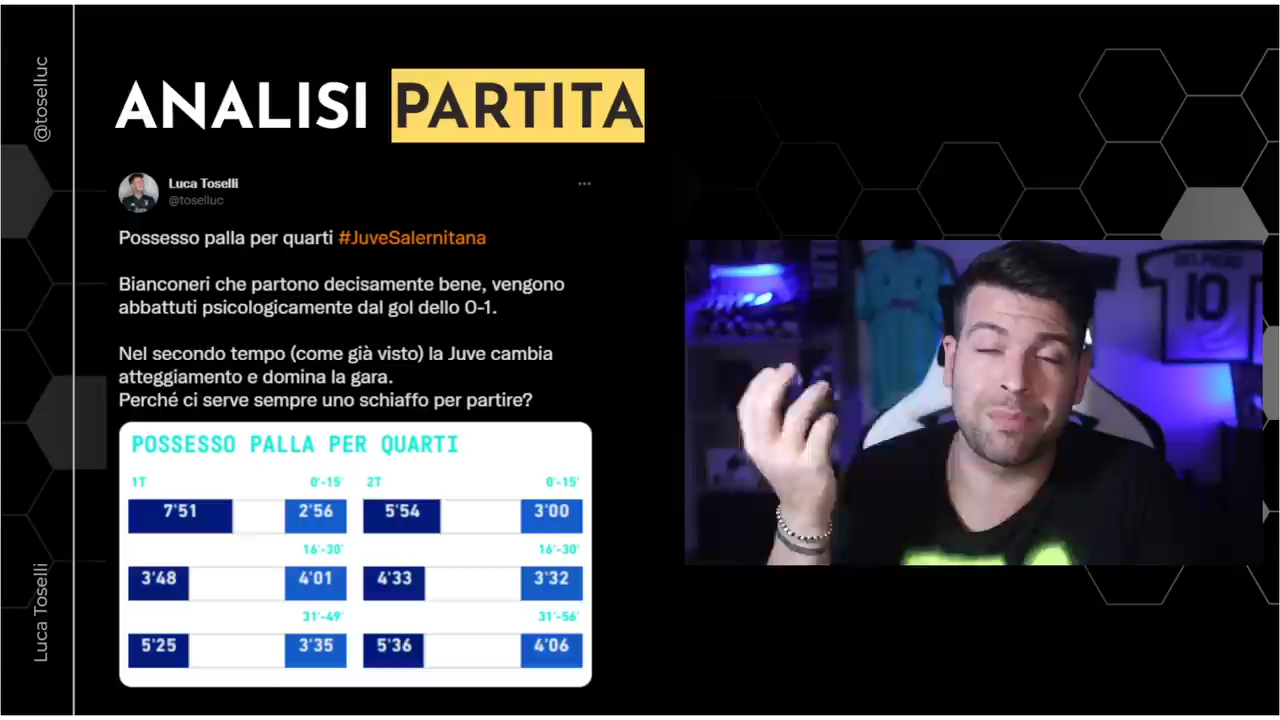 @toselluc
Luca Toselli
ANALISI PARTITA
Luca Toselli
@toselluc
Possesso palla per quarti #JuveSalernitana
Bianconeri che partono decisamente bene, vengono
abbattuti psicologicamente dal gol dello 0-1.
Nel secondo tempo (come già visto) la Juve cambia
atteggiamento e domina la gara.
Perché ci serve sempre uno schiaffo per partire?
POSSESSO PALLA PER QUARTI
1T 0'-15' 2T 0'-15'
7'51 2'56 5'54 3'00
16'-30' 16'-30'
3'48 4'01 4'33 3'32
31'-49' 31'-56'
5'25 3'35 5'36 4'06
10